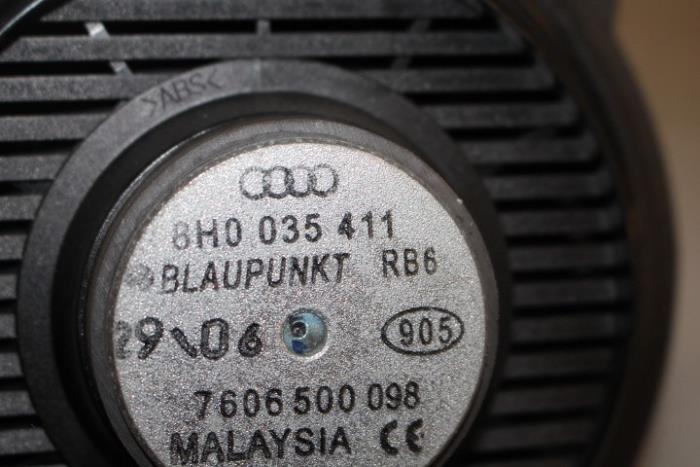 >ABS<
8H0 035 411
BLAUPUNKT RB6
29\06 905
7606 500 098
MALAYSIA CE